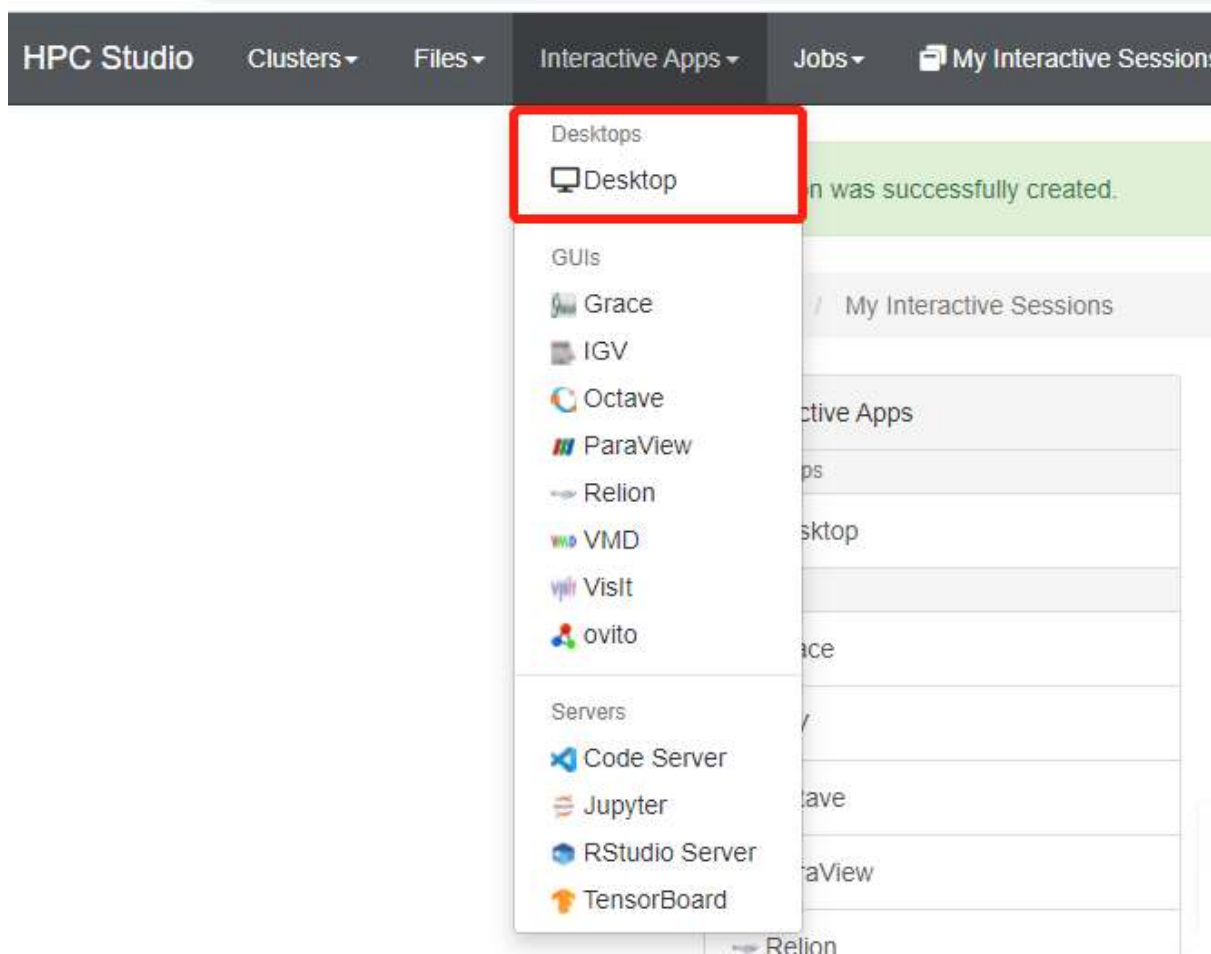 HPC Studio Clusters Files Interactive Apps Jobs My Interactive Sessions
Desktops
Desktop
n was successfully created.
GUIs
Grace
/ My Interactive Sessions
IGV
Octave
ctive Apps
ParaView
ps
Relion
VMD
sktop
VisIt
ovito
ace
Servers
Code Server
Jupyter
tave
RStudio Server
raView
TensorBoard
Relion